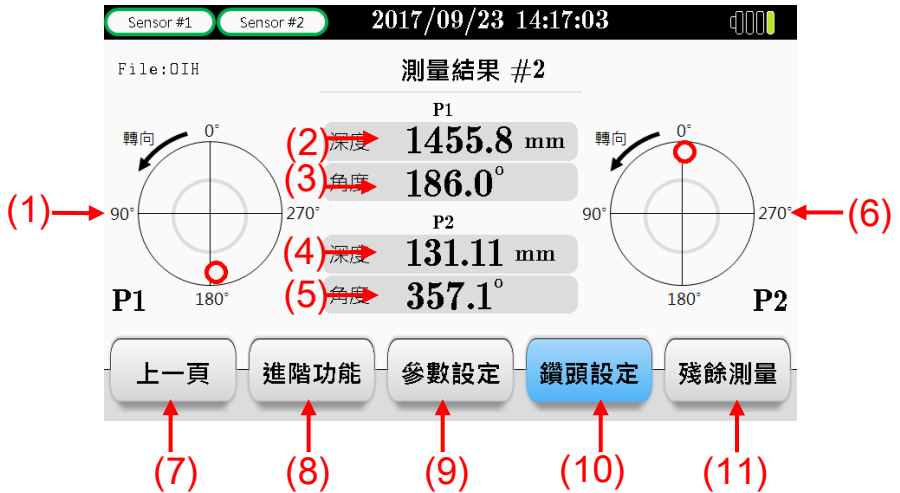 Sensor #1 Sensor #2 2017/09/23 14:17:03
File:OIH 測量結果 #2
P1
轉向 0° (2) 深度 1455.8 mm 轉向 0°
(3) 角度 186.0°
(1) 90° 270° P2 90° 270° (6)
(4) 深度 131.11 mm
(5) 角度 357.1°
P1 180° 180° P2
上一頁 進階功能 參數設定 鑽頭設定 殘餘測量
(7) (8) (9) (10) (11)